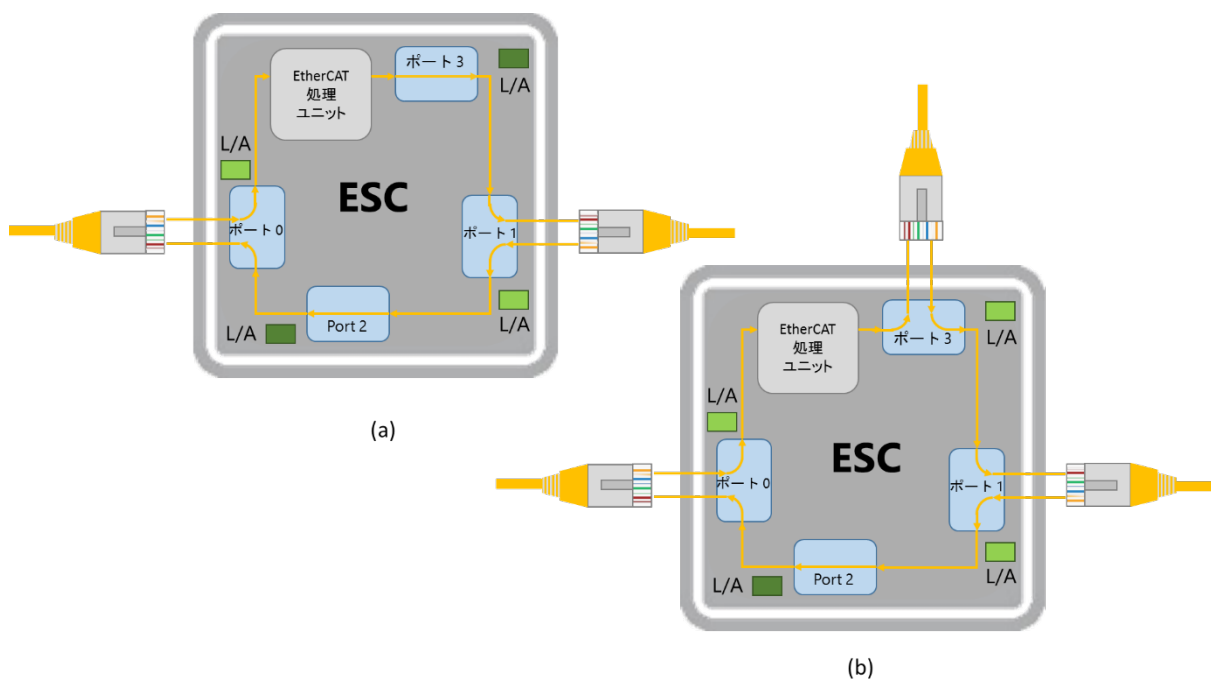 EtherCAT
処理
ユニット
ポート 3
L/A
L/A
ESC
ポート 0
ポート 1
L/A
Port 2
L/A
(a)
EtherCAT
処理
ユニット
ポート 3
L/A
L/A
ESC
ポート 0
ポート 1
L/A
Port 2
L/A
(b)